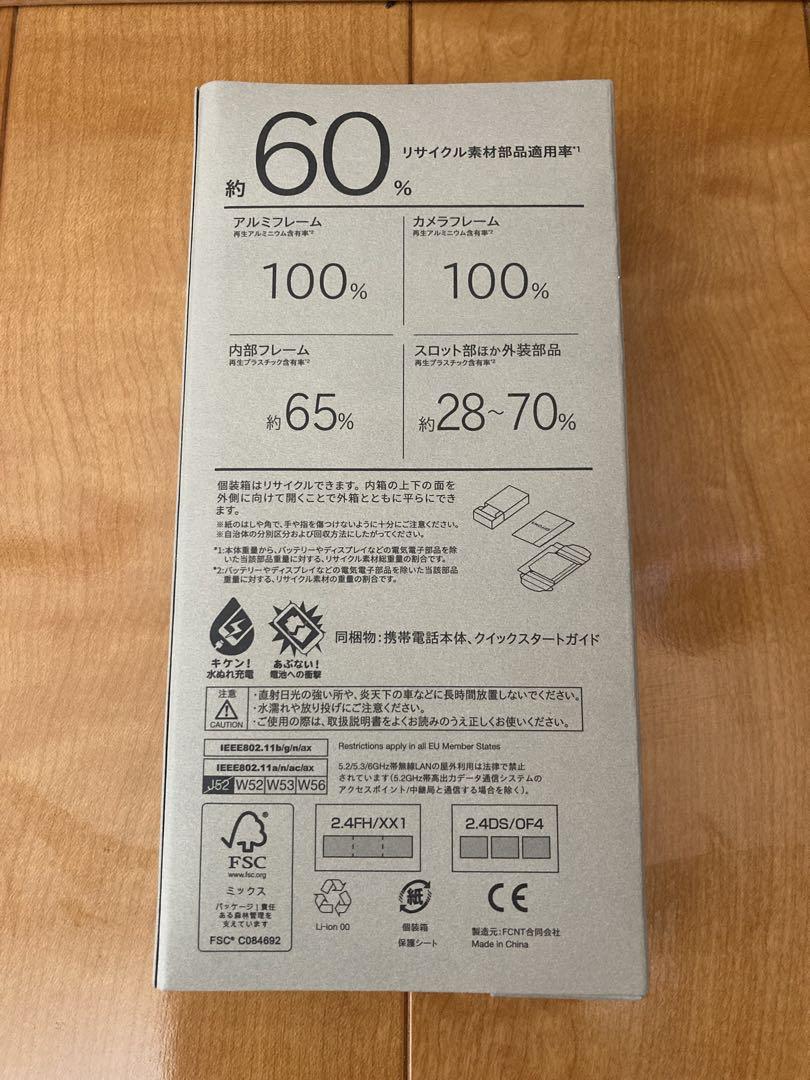 約60% リサイクル素材部品適用率*1
アルミフレーム
再生アルミニウム含有率*2
100%
カメラフレーム
再生アルミニウム含有率*2
100%
内部フレーム
再生プラスチック含有率*2
約65%
スロット部ほか外装部品
再生プラスチック含有率*2
約28~70%
個装箱はリサイクルできます。内箱の上下の面を
外側に向けて開くことで外箱とともに平らにでき
ます。
※紙のはしや角で、手や指を傷つけないように十分にご注意ください。
※自治体の分別区分および回収方法にしたがってください。
*1:本体重量から、バッテリーやディスプレイなどの電気電子部品を除
いた当該部品重量に対する、リサイクル素材総重量の割合です。
*2:バッテリーやディスプレイなどの電気電子部品を除いた当該部品
重量に対する、リサイクル素材の重量の割合です。
キケン!
水ぬれ充電
あぶない!
電池への衝撃
同梱物:携帯電話本体、クイックスタートガイド
注意
CAUTION
・直射日光の強い所や、炎天下の車などに長時間放置しないでください。
・水濡れや放り投げにご注意ください。
・ご使用の際は、取扱説明書をよくお読みのうえ正しくお使いください。
IEEE802.11b/g/n/ax
Restrictions apply in all EU Member States
IEEE802.11a/n/ac/ax
J52 W52 W53 W56
5.2/5.3/6GHz帯無線LANの屋外利用は法律で禁止
されています(5.2GHz帯高出力データ通信システムの
アクセスポイント/中継局と通信する場合を除く)。
FSC
www.fsc.org
ミックス
パッケージ|責任
ある森林管理を
支えています
FSC® C084692
2.4FH/XX1
2.4DS/OF4
Li-ion 00
紙
個装箱
保護シート
CE
製造元:FCNT合同会社
Made in China